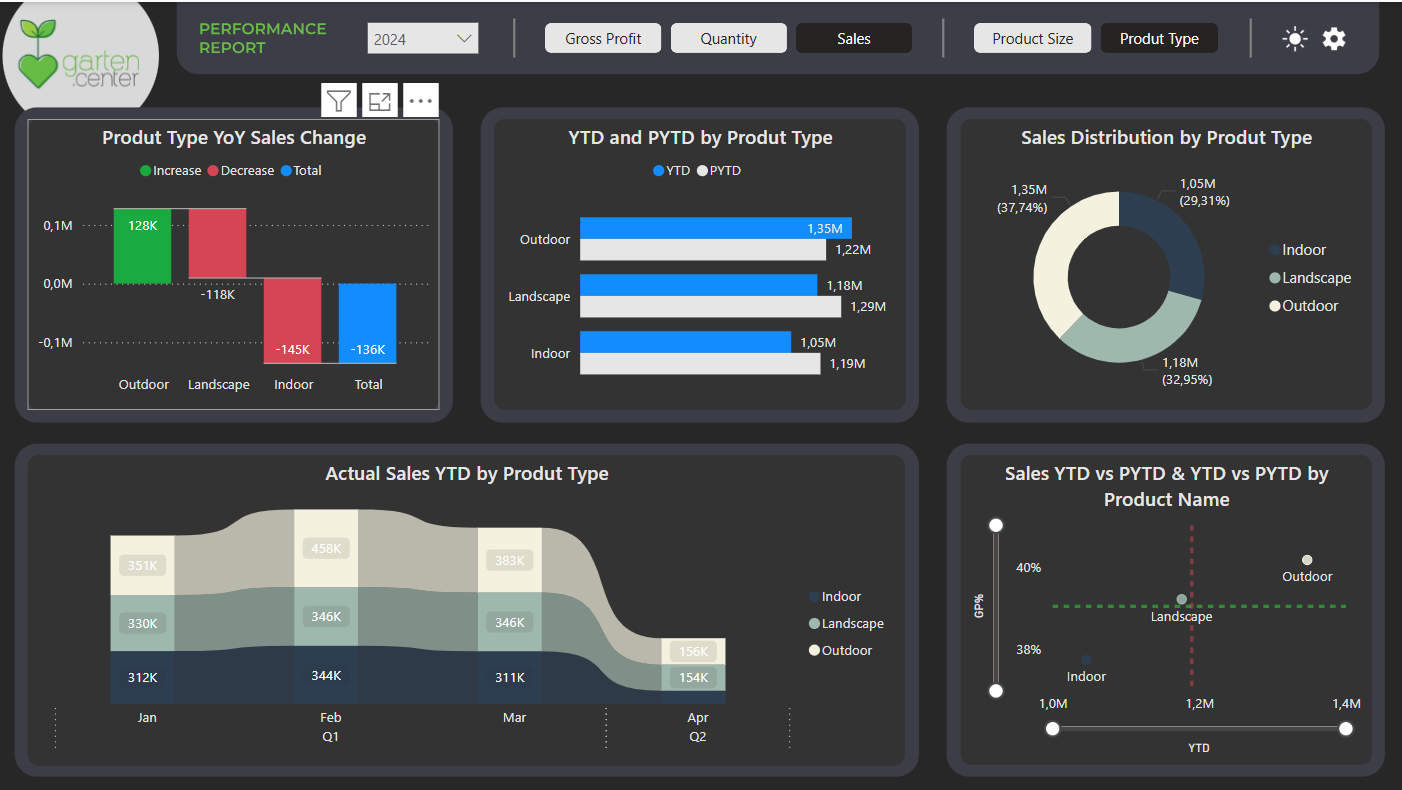 garten
.center
PERFORMANCE
REPORT
2024
Gross Profit
Quantity
Sales
Product Size
Produt Type
Produt Type YoY Sales Change
Increase Decrease Total
0,1M
0,0M
-0,1M
128K
-118K
-145K
-136K
Outdoor Landscape Indoor Total
YTD and PYTD by Produt Type
YTD PYTD
Outdoor
1,35M
1,22M
Landscape
1,18M
1,29M
Indoor
1,05M
1,19M
Sales Distribution by Produt Type
1,35M
(37,74%)
1,05M
(29,31%)
1,18M
(32,95%)
Indoor
Landscape
Outdoor
Actual Sales YTD by Produt Type
351K
458K
383K
156K
330K
346K
346K
154K
312K
344K
311K
Jan Feb Mar Apr
Q1 Q2
Indoor
Landscape
Outdoor
Sales YTD vs PYTD & YTD vs PYTD by
Product Name
GP%
40%
38%
Outdoor
Landscape
Indoor
1,0M 1,2M 1,4M
YTD